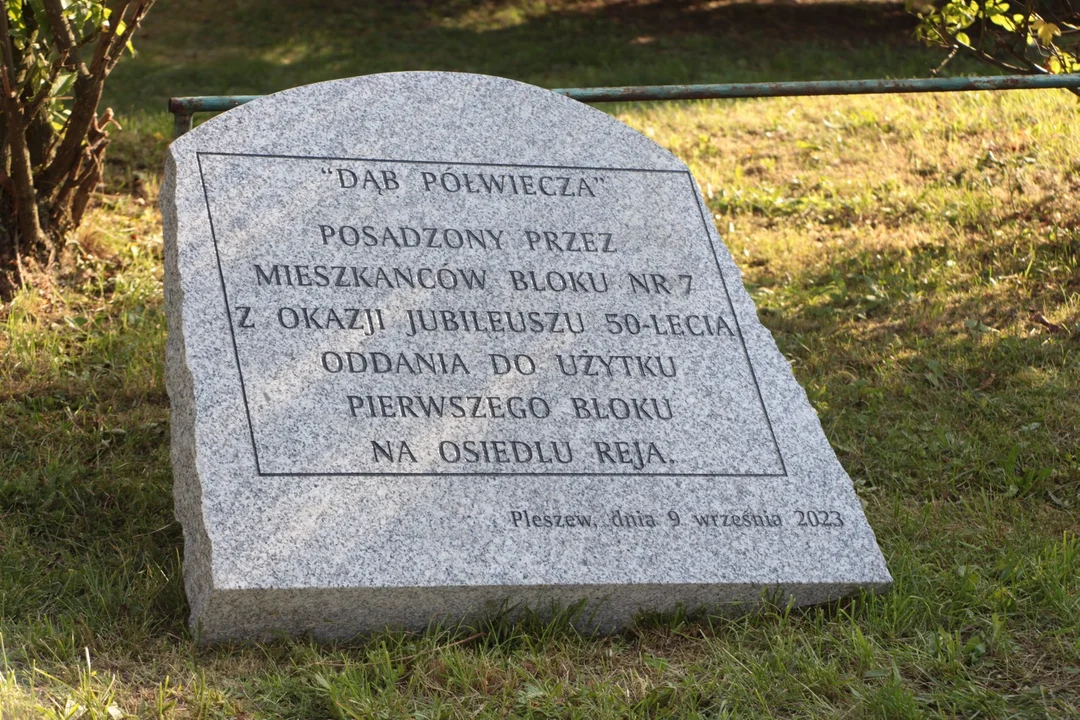 "DĄB PÓŁWIECZA"
POSADZONY PRZEZ
MIESZKANCÓW BLOKU NR 7
Z OKAZJI JUBILEUSZU 50-LECIA
ODDANIA DO UŻYTKU
PIERWSZEGO BLOKU
NA OSIEDLU REJA.
Pleszew, dnia 9 września 2023